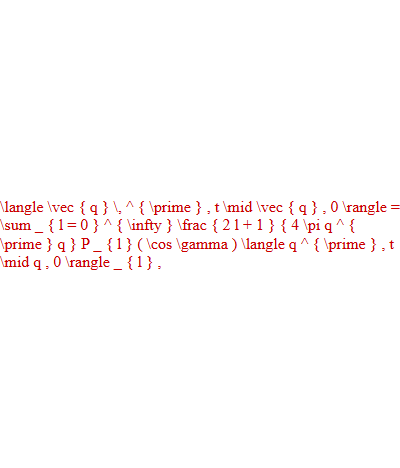 \langle \vec { q } \, ^ { \prime } , t \mid \vec { q } , 0 \rangle =
\sum _ { l = 0 } ^ { \infty } \frac { 2 l + 1 } { 4 \pi q ^ {
\prime } q } P _ { l } ( \cos \gamma ) \langle q ^ { \prime } , t
\mid q , 0 \rangle _ { l } ,